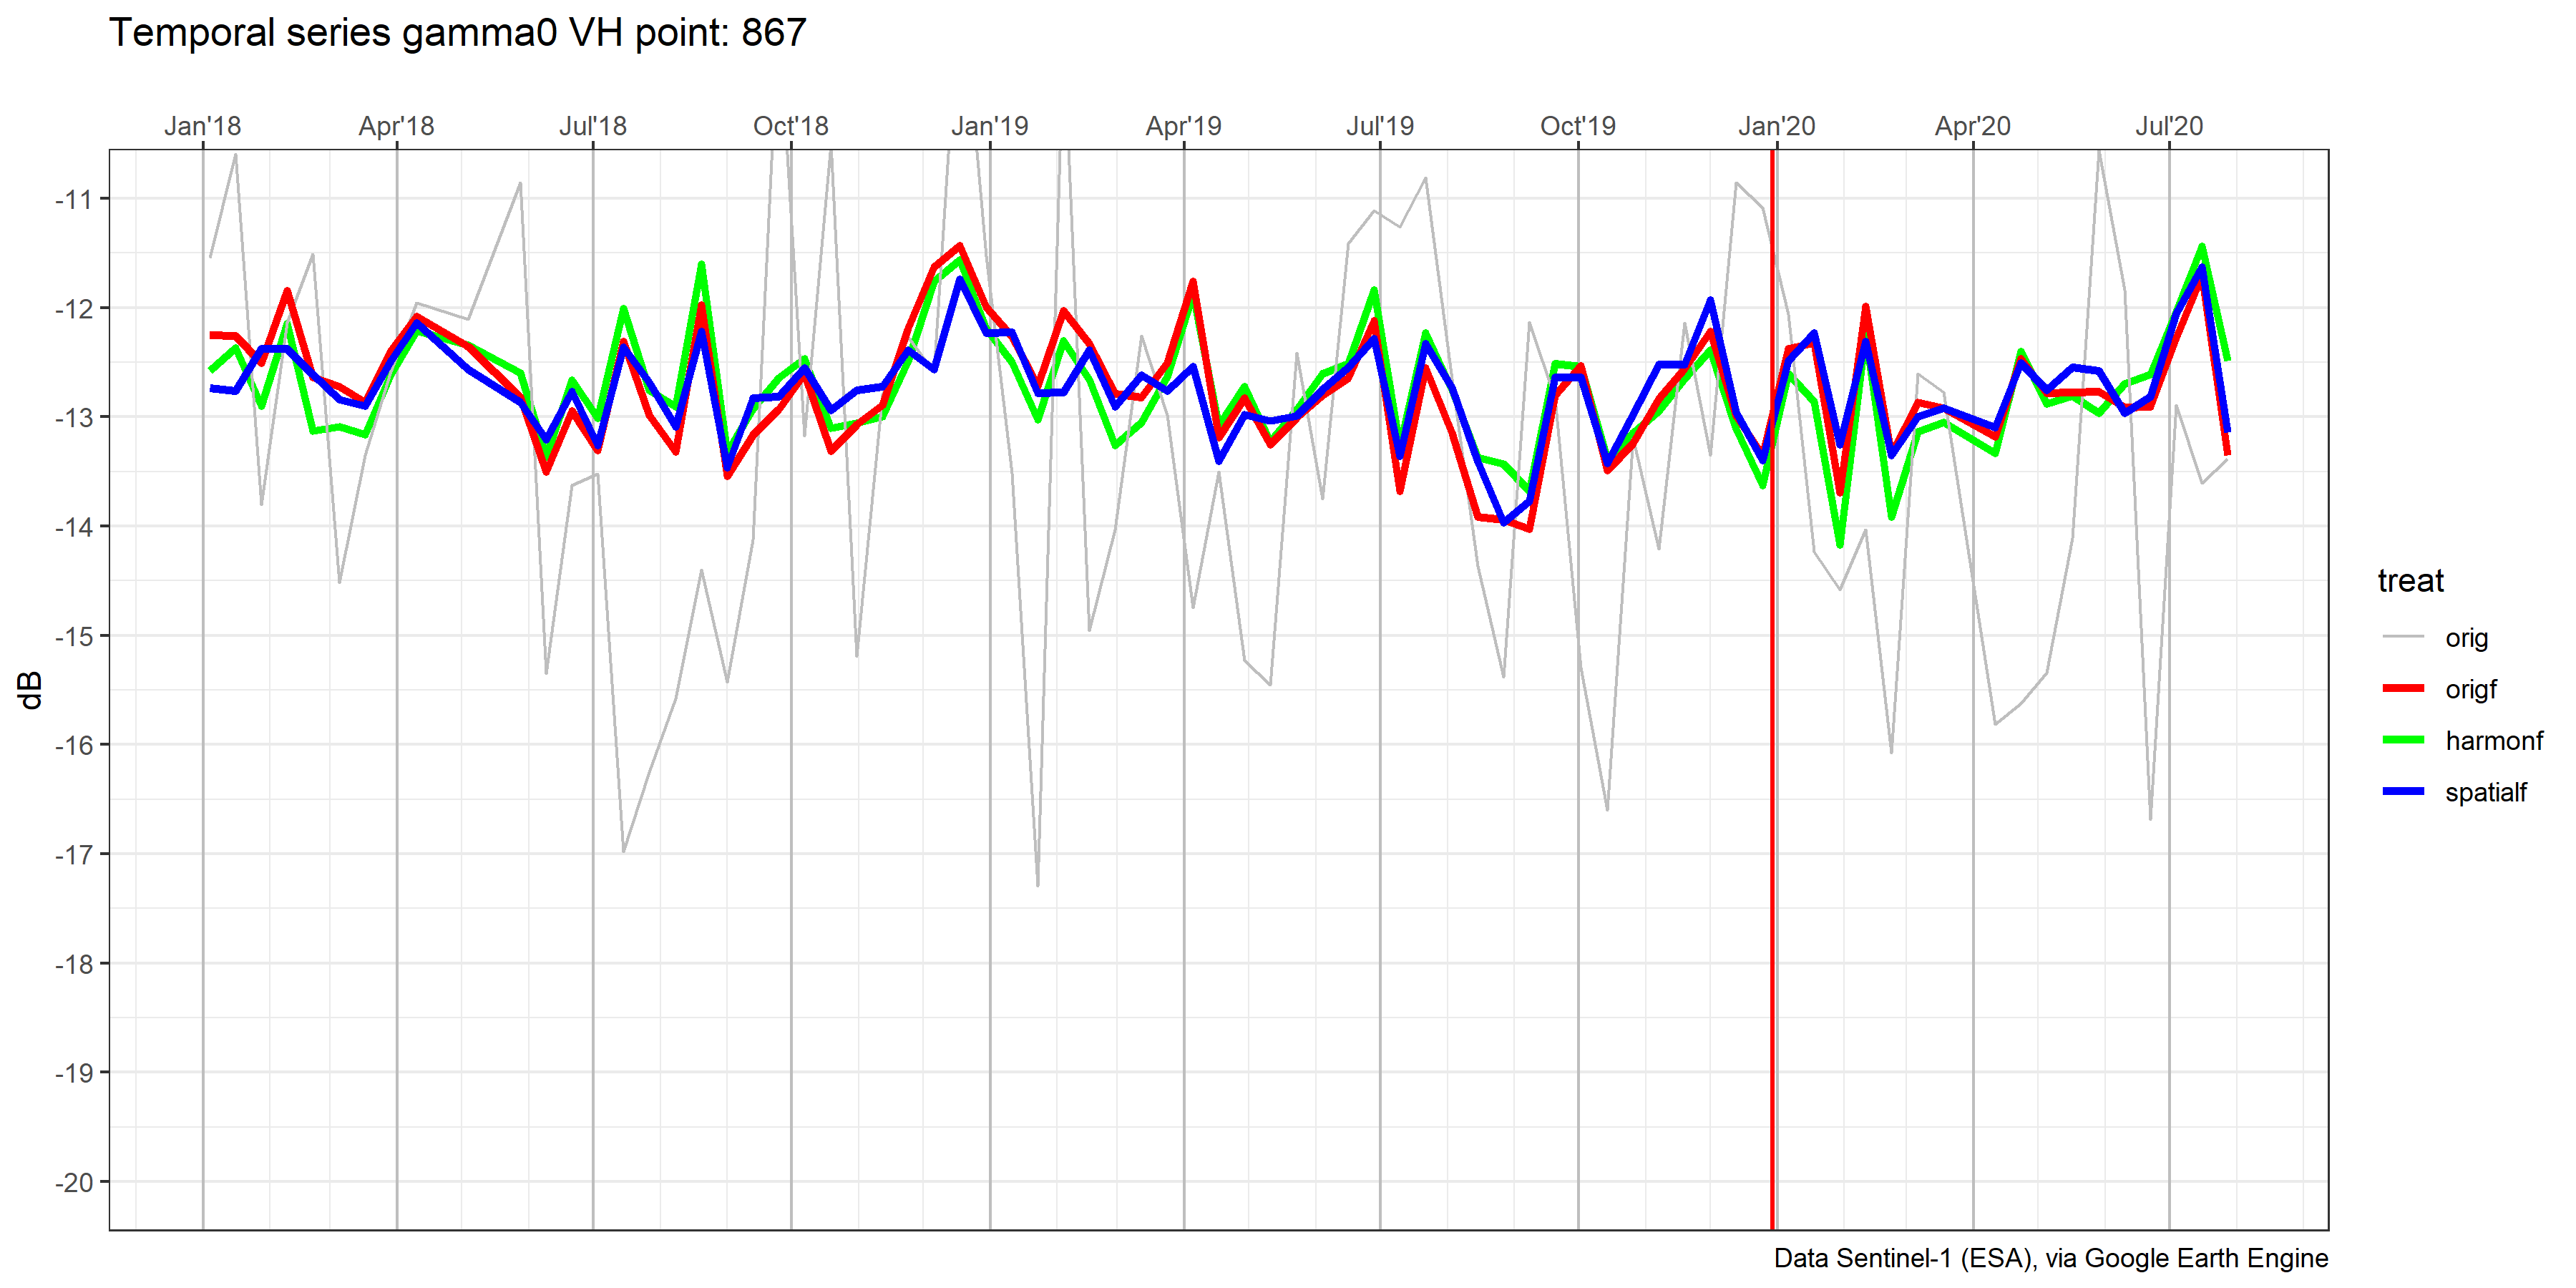 Temporal series gamma0 VH point: 867
Jan'18 Apr'18 Jul'18 Oct'18 Jan'19 Apr'19 Jul'19 Oct'19 Jan'20 Apr'20 Jul'20
-11
-12
-13
-14
-15
-16
-17
-18
-19
-20
dB
treat
orig
origf
harmonf
spatialf
Data Sentinel-1 (ESA), via Google Earth Engine